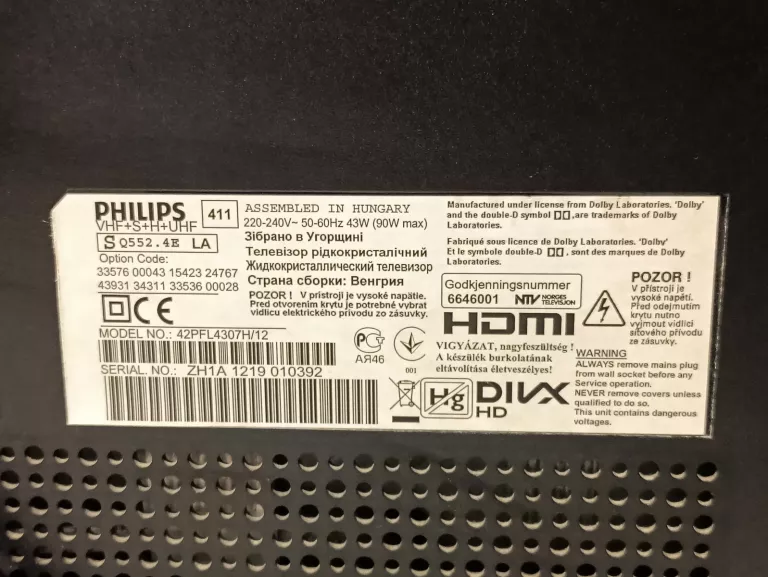 PHILIPS
VHF+S+H+UHF
411
S Q552.4E LA
Option Code:
33576 00043 15423 24767
43931 34311 33536 00028
CE
MODEL NO.: 42PFL4307H/12
SERIAL. NO.: ZH1A 1219 010392
ASSEMBLED IN HUNGARY
220-240V~ 50-60Hz 43W (90W max)
Зібрано в Угорщині
Телевізор рідкокристалічний
Жидкокристаллический телевизор
Страна сборки: Венгрия
POZOR ! V přístroji je vysoké napätie.
Pred otvorením krytu je potrebné vybrat
vidlicu elektrického přívodu zo zásuvky.
РСТ
АЯ46
001
Manufactured under license from Dolby Laboratories. 'Dolby'
and the double-D symbol ,are trademarks of Dolby
Laboratories.
Fabriqué sous licence de Dolby Laboratories. 'Dolby'
Et le symbole double-D , sont des marques de Dolby
Laboratories.
Godkjenningsnummer
6646001 NTV NORGES
TELEVISION
HDMI
VIGYÁZAT, nagyfeszültség !
A készülék burkolatának
eltávolítása életveszélyes!
Hg
DIVX
HD
POZOR !
V přístroji je
vysoké napětí.
Před odejmutím
krytu nutno
vyjmout vidlici
síťového přívodu
ze zásuvky.
WARNING
ALWAYS remove mains plug
from wall socket before any
Service operation.
NEVER remove covers unless
qualified to do so.
This unit contains dangerous
voltages.